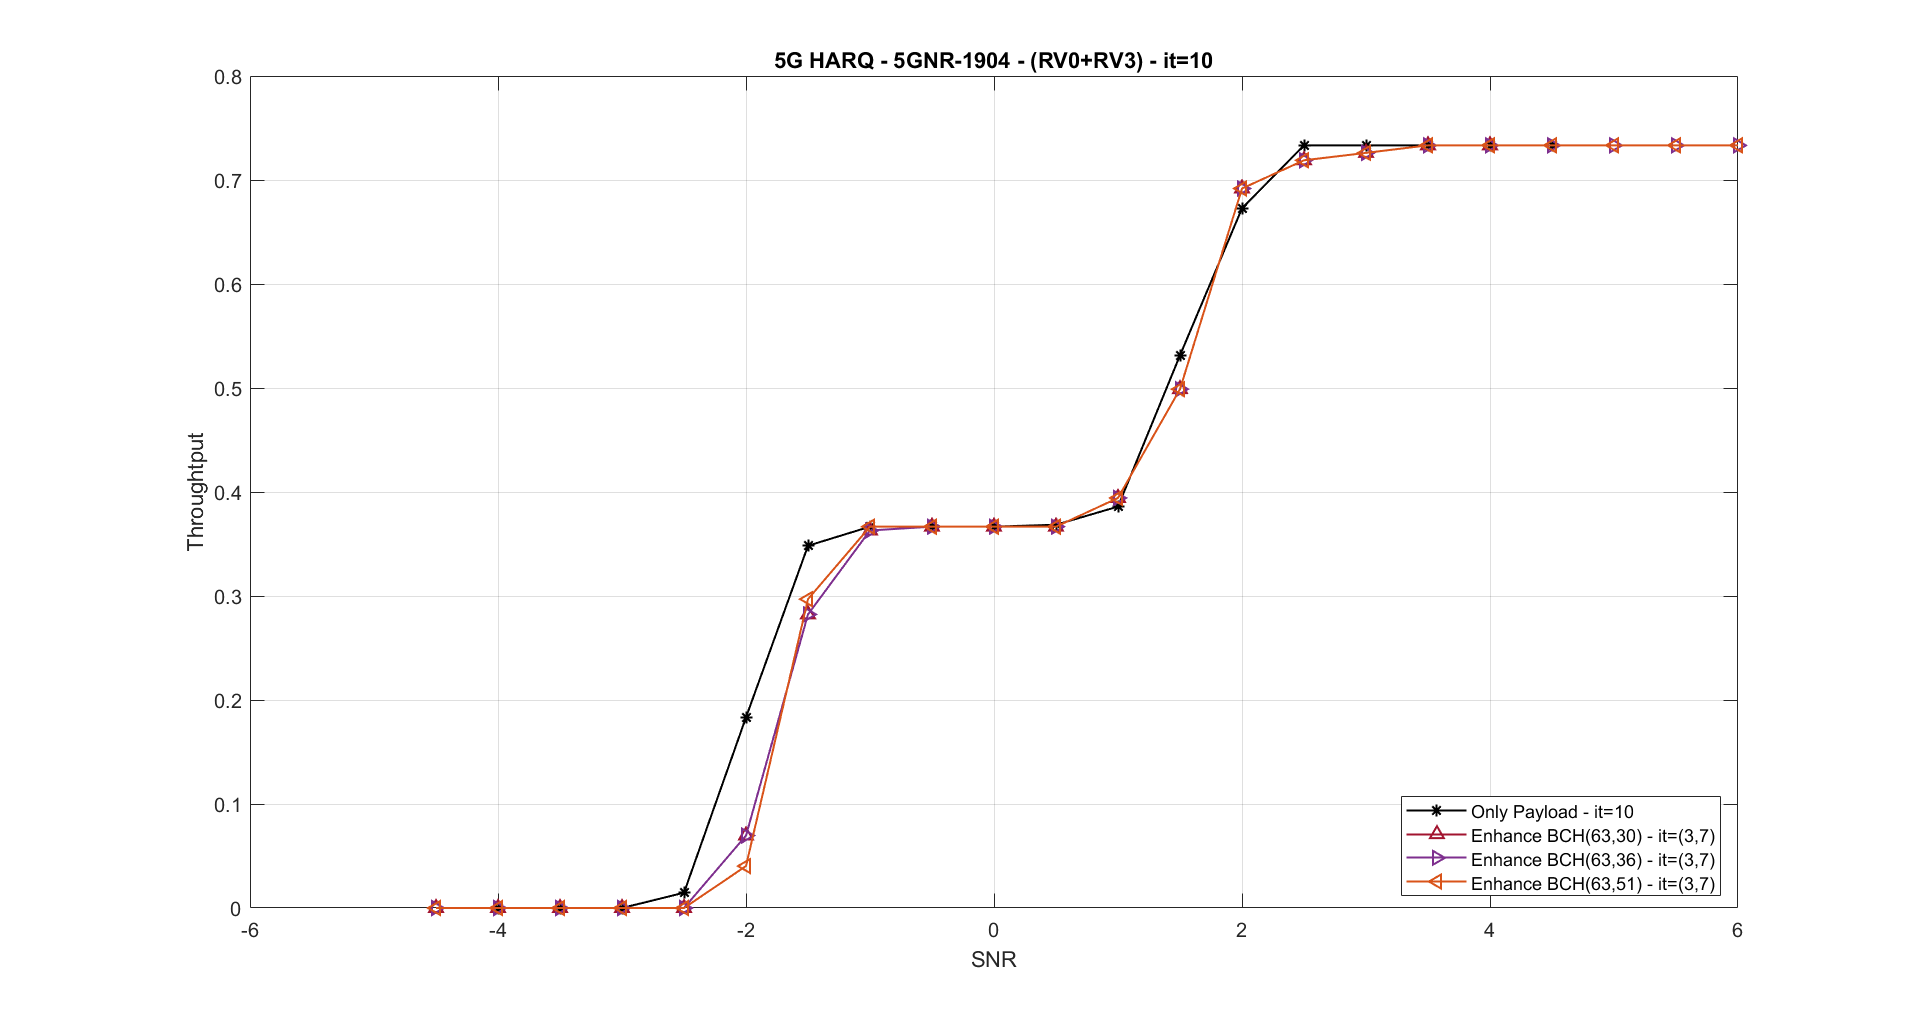 5G HARQ - 5GNR-1904 - (RV0+RV3) - it=10
0.8
0.7
0.6
0.5
0.4
0.3
0.2
0.1
0
Throughtput
-6 -4 -2 0 2 4 6
SNR
Only Payload - it=10
Enhance BCH(63,30) - it=(3,7)
Enhance BCH(63,36) - it=(3,7)
Enhance BCH(63,51) - it=(3,7)